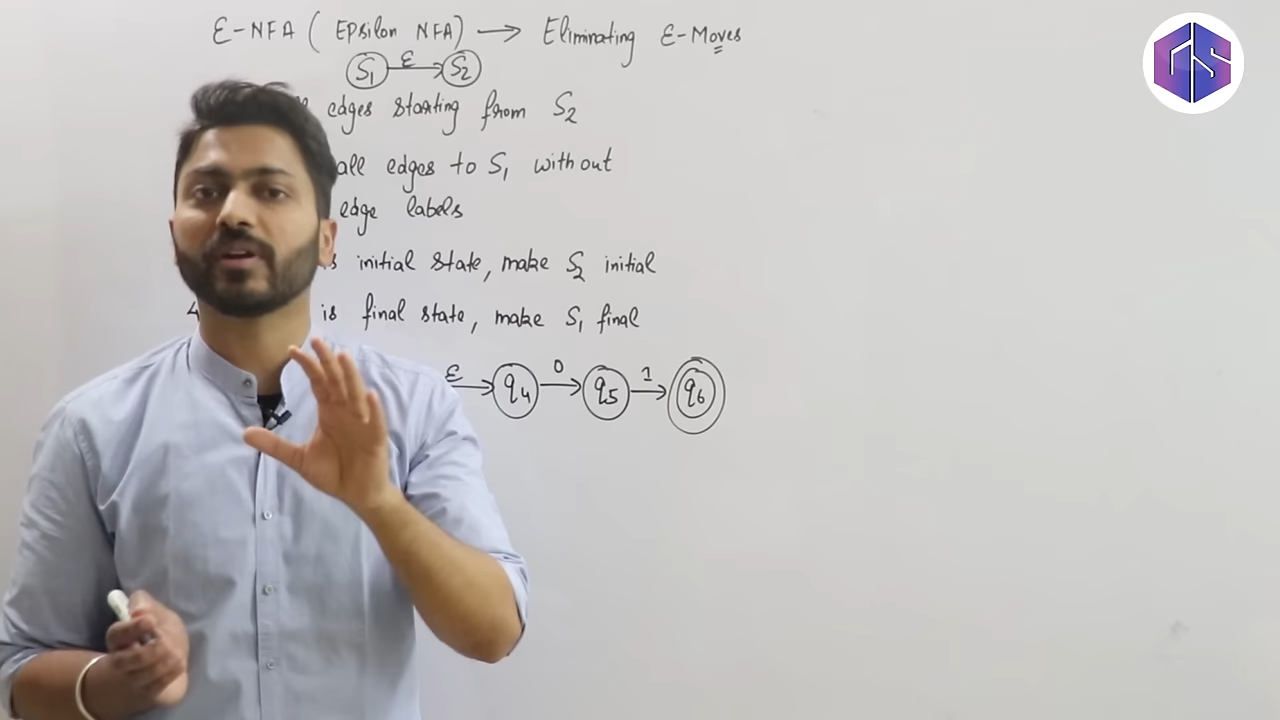 ε-NFA ( Epsilon NFA) → Eliminating ε-Moves
S₁ ε S₂
edges starting from S₂
all edges to S₁ without
edge labels
initial state, make S₂ initial
is final state, make S₁ final
ε q₄ 0 q₅ 1 q₆
GS